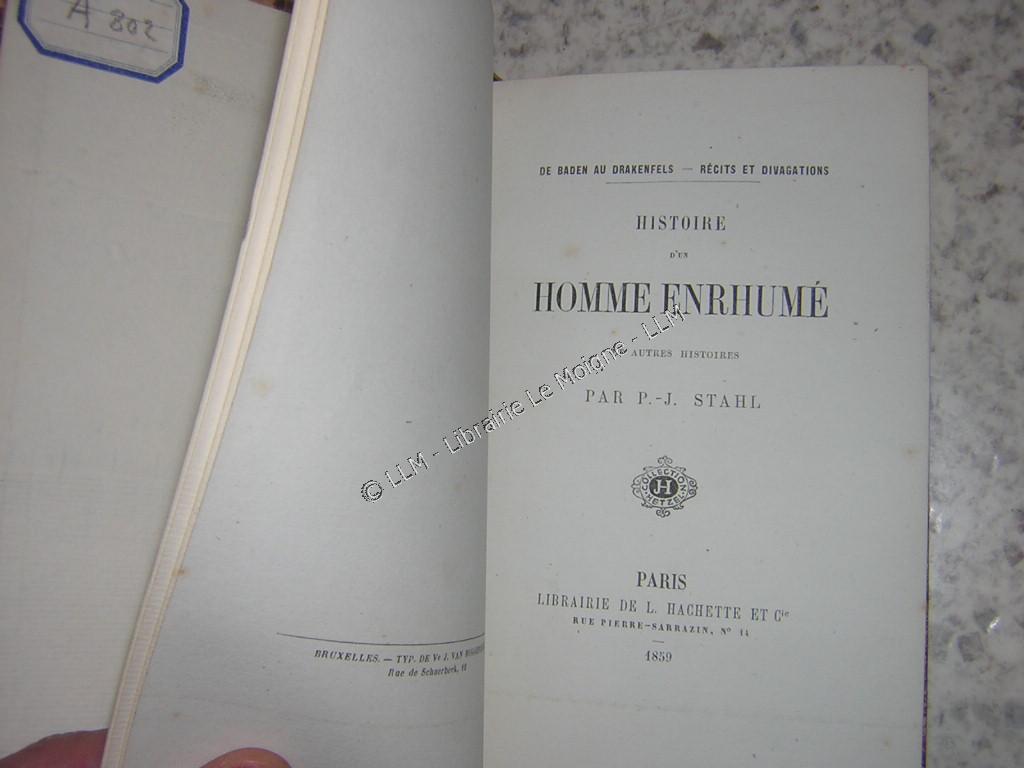 A 802
BRUXELLES. — TYP. DE Ve J. VAN
Rue de Schaerbeek, 12
DE BADEN AU DRAKENFELS — RÉCITS ET DIVAGATIONS
HISTOIRE
D'UN
HOMME ENRHUMÉ
AUTRES HISTOIRES
PAR P.-J. STAHL
COLLECTION
H
HETZEL
PARIS
LIBRAIRIE DE L. HACHETTE ET Cie
RUE PIERRE-SARRAZIN, N° 14
1859
© LLM - Librairie Le Moigne - LLM